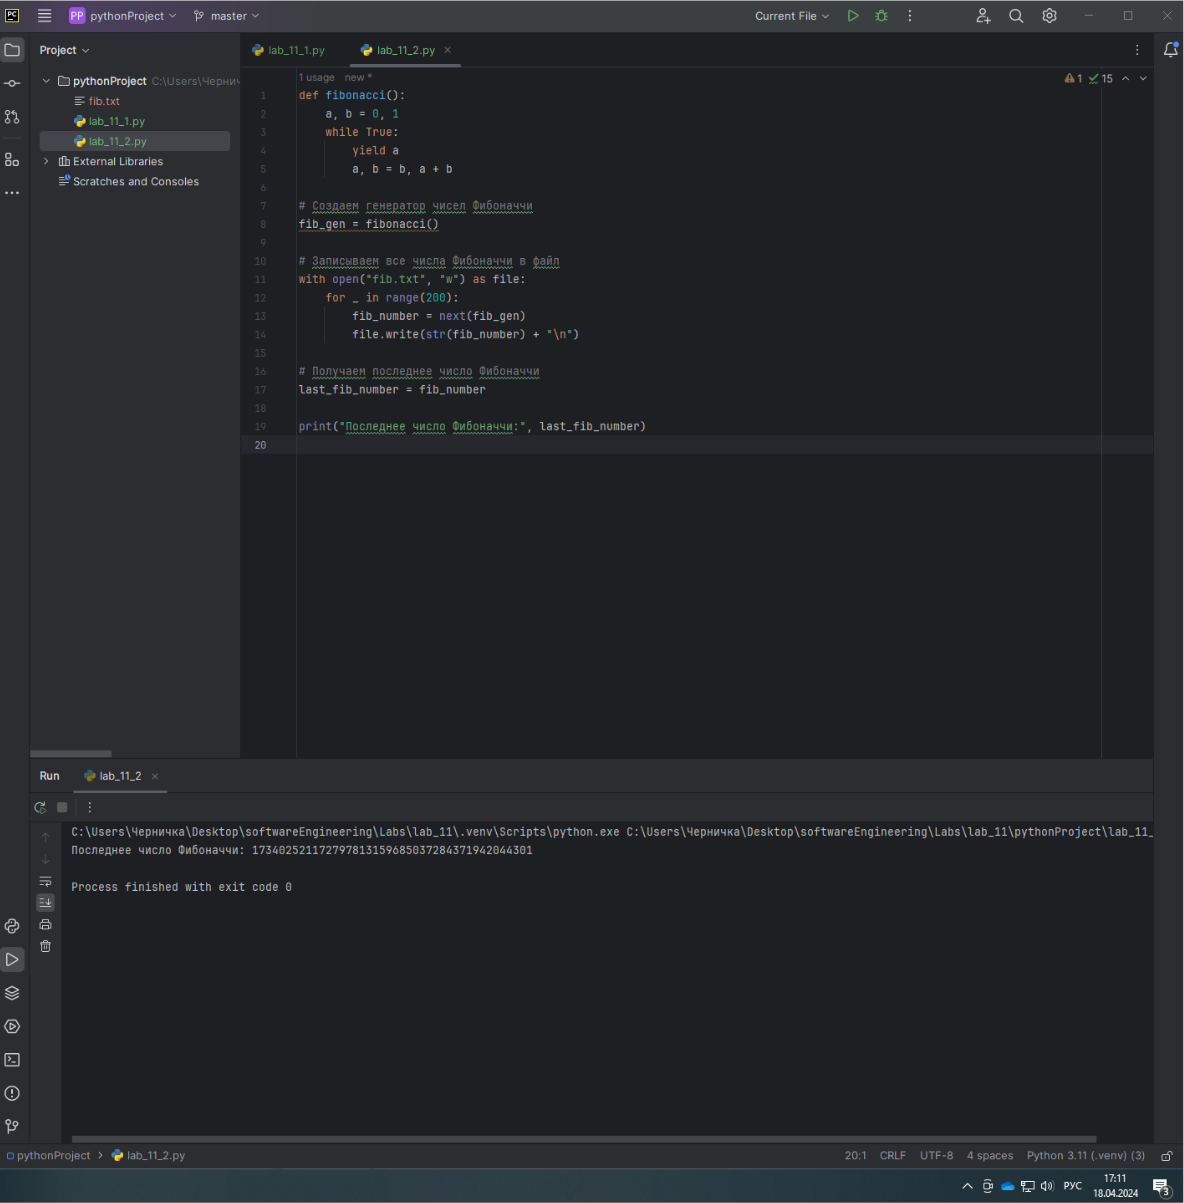 PC
PP pythonProject master Current File
Project
lab_11_1.py lab_11_2.py
pythonProject C:\Users\Чернич
fib.txt
lab_11_1.py
lab_11_2.py
External Libraries
Scratches and Consoles
1 usage new *
1 15
1 def fibonacci():
2 a, b = 0, 1
3 while True:
4 yield a
5 a, b = b, a + b
6
7 # Создаем генератор чисел Фибоначчи
8 fib_gen = fibonacci()
9
10 # Записываем все числа Фибоначчи в файл
11 with open("fib.txt", "w") as file:
12 for _ in range(200):
13 fib_number = next(fib_gen)
14 file.write(str(fib_number) + "\n")
15
16 # Получаем последнее число Фибоначчи
17 last_fib_number = fib_number
18
19 print("Последнее число Фибоначчи:", last_fib_number)
20
Run lab_11_2
C:\Users\Черничка\Desktop\softwareEngineering\Labs\lab_11\.venv\Scripts\python.exe C:\Users\Черничка\Desktop\softwareEngineering\Labs\lab_11\pythonProject\lab_11_
Последнее число Фибоначчи: 173402521172797813159685037284371942044301
Process finished with exit code 0
pythonProject lab_11_2.py 20:1 CRLF UTF-8 4 spaces Python 3.11 (.venv) (3)
РУС
17:11
18.04.2024
3